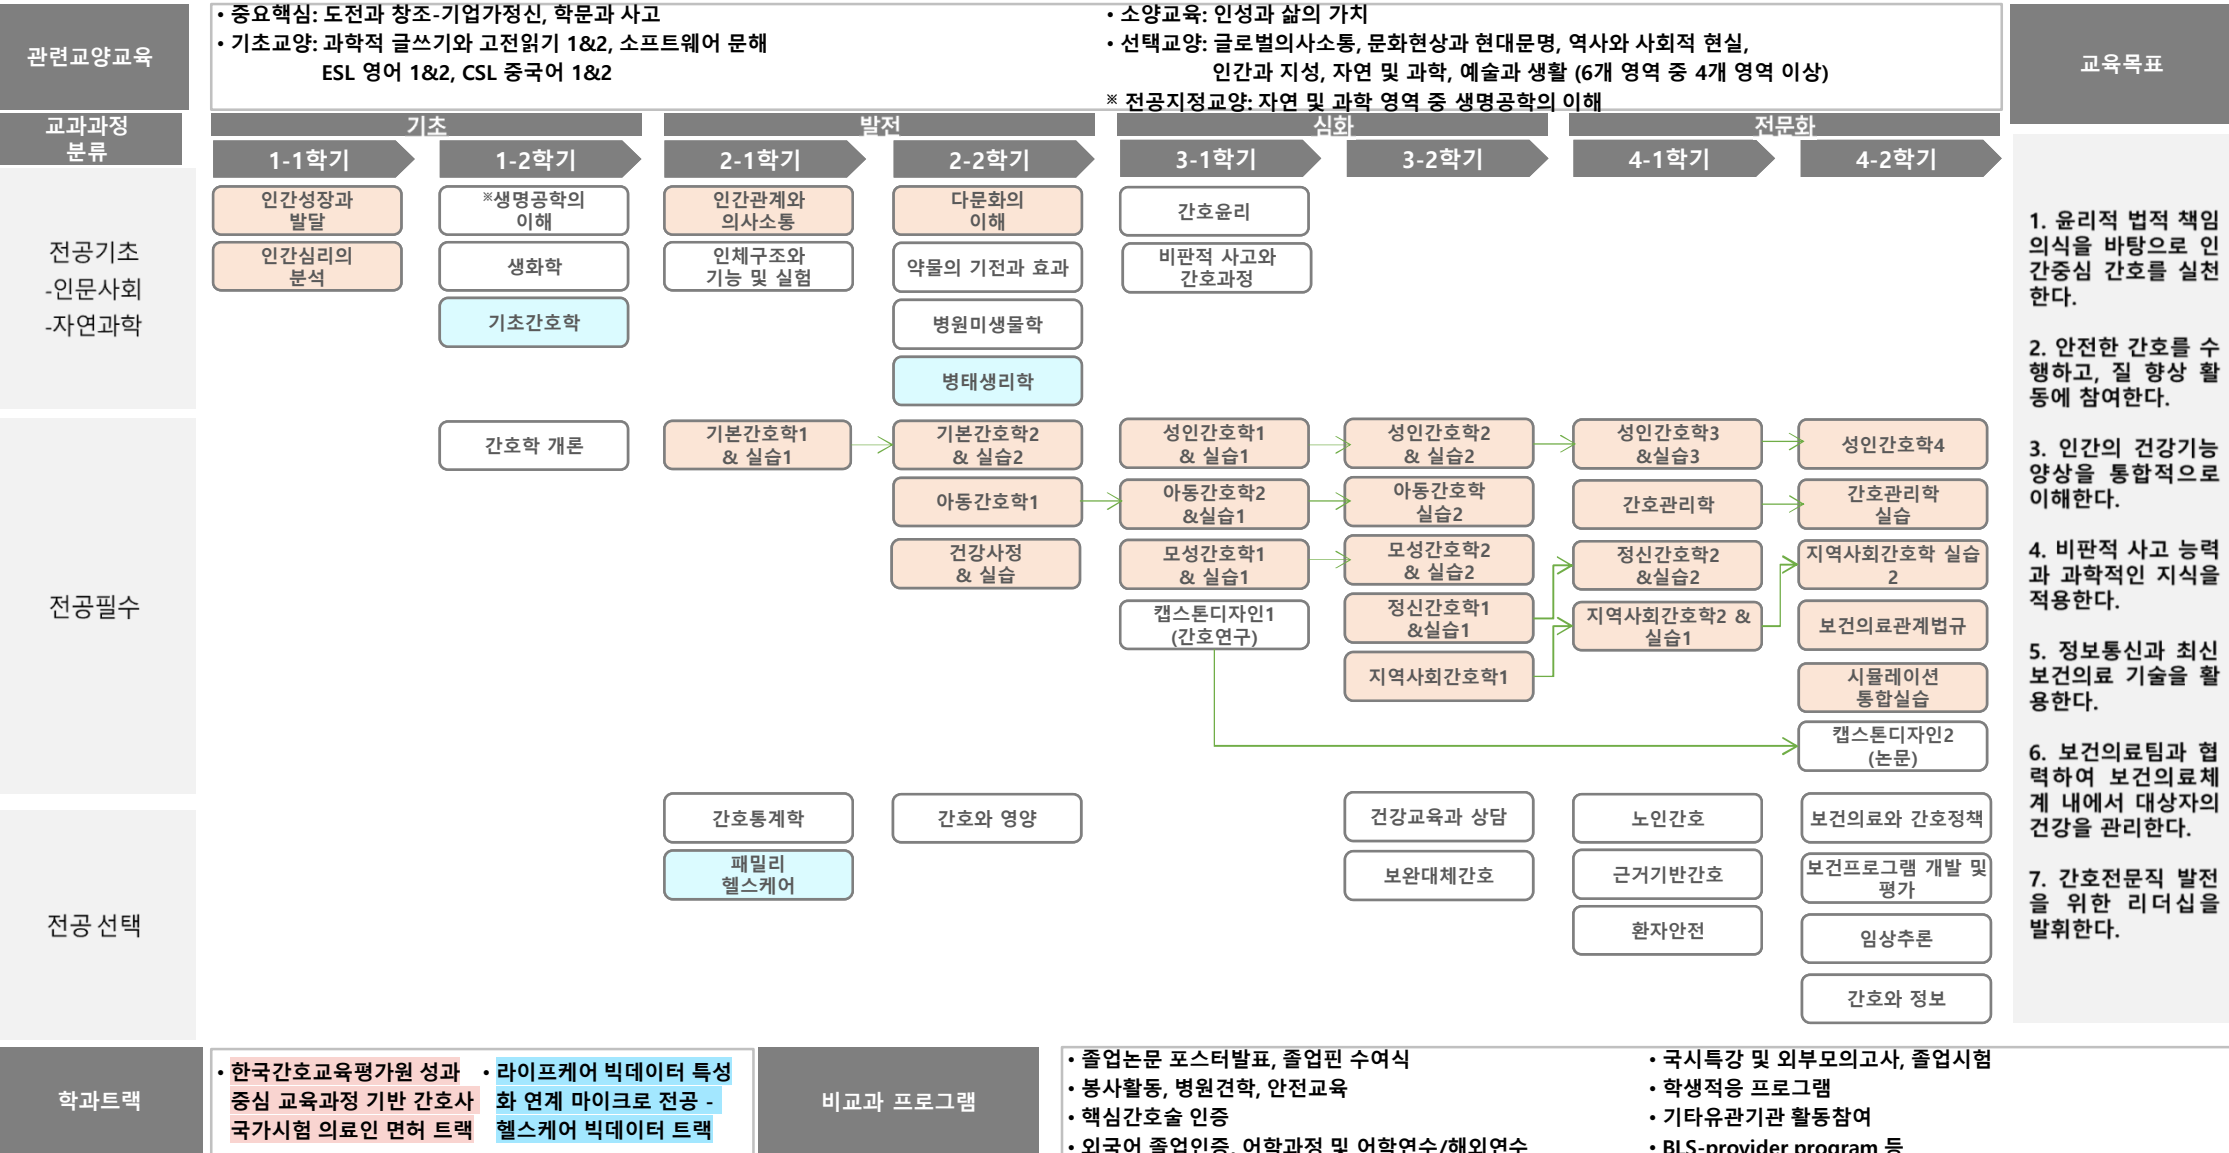 관련교양교육
• 중요핵심: 도전과 창조-기업가정신, 학문과 사고
• 기초교양: 과학적 글쓰기와 고전읽기 1&2, 소프트웨어 문해
ESL 영어 1&2, CSL 중국어 1&2
• 소양교육: 인성과 삶의 가치
• 선택교양: 글로벌의사소통, 문화현상과 현대문명, 역사와 사회적 현실,
인간과 지성, 자연 및 과학, 예술과 생활 (6개 영역 중 4개 영역 이상)
※ 전공지정교양: 자연 및 과학 영역 중 생명공학의 이해
교육목표
교과과정
분류
기초
발전
심화
전문화
1-1학기
1-2학기
2-1학기
2-2학기
3-1학기
3-2학기
4-1학기
4-2학기
전공기초
-인문사회
-자연과학
인간성장과
발달
인간심리의
분석
※생명공학의
이해
생화학
기초간호학
인간관계와
의사소통
인체구조와
기능 및 실험
다문화의
이해
약물의 기전과 효과
병원미생물학
병태생리학
간호윤리
비판적 사고와
간호과정
전공필수
간호학 개론
기본간호학1
& 실습1
기본간호학2
& 실습2
아동간호학1
건강사정
& 실습
성인간호학1
& 실습1
아동간호학2
&실습1
모성간호학1
& 실습1
캡스톤디자인1
(간호연구)
성인간호학2
& 실습2
아동간호학
실습2
모성간호학2
& 실습2
정신간호학1
&실습1
지역사회간호학1
성인간호학3
&실습3
간호관리학
정신간호학2
&실습2
지역사회간호학2 &
실습1
성인간호학4
간호관리학
실습
지역사회간호학 실습
2
보건의료관계법규
시뮬레이션
통합실습
캡스톤디자인2
(논문)
전공 선택
간호통계학
패밀리
헬스케어
간호와 영양
건강교육과 상담
보완대체간호
노인간호
근거기반간호
환자안전
보건의료와 간호정책
보건프로그램 개발 및
평가
임상추론
간호와 정보
1. 윤리적 법적 책임
의식을 바탕으로 인
간중심 간호를 실천
한다.
2. 안전한 간호를 수
행하고, 질 향상 활
동에 참여한다.
3. 인간의 건강기능
양상을 통합적으로
이해한다.
4. 비판적 사고 능력
과 과학적인 지식을
적용한다.
5. 정보통신과 최신
보건의료 기술을 활
용한다.
6. 보건의료팀과 협
력하여 보건의료체
계 내에서 대상자의
건강을 관리한다.
7. 간호전문직 발전
을 위한 리더십을
발휘한다.
학과트랙
• 한국간호교육평가원 성과
중심 교육과정 기반 간호사
국가시험 의료인 면허 트랙
• 라이프케어 빅데이터 특성
화 연계 마이크로 전공 -
헬스케어 빅데이터 트랙
비교과 프로그램
• 졸업논문 포스터발표, 졸업핀 수여식
• 봉사활동, 병원견학, 안전교육
• 핵심간호술 인증
• 외국어 졸업인증, 어학과정 및 어학연수/해외연수
• 국시특강 및 외부모의고사, 졸업시험
• 학생적응 프로그램
• 기타유관기관 활동참여
• BLS-provider program 등